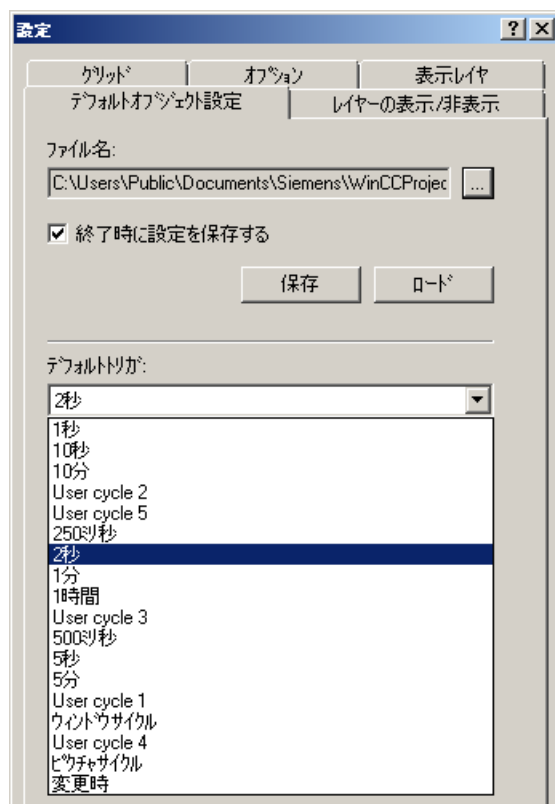 設定
グリッド
オプション
表示レイヤ
デフォルトオブジェクト設定
レイヤーの表示/非表示
ファイル名:
C:\Users\Public\Documents\Siemens\WinCCProjec
...
終了時に設定を保存する
保存
ロード
デフォルトトリガ:
2秒
1秒
10秒
10分
User cycle 2
User cycle 5
250ミリ秒
2秒
1分
1時間
User cycle 3
500ミリ秒
5秒
5分
User cycle 1
ウィンドウサイクル
User cycle 4
ピクチャサイクル
変更時